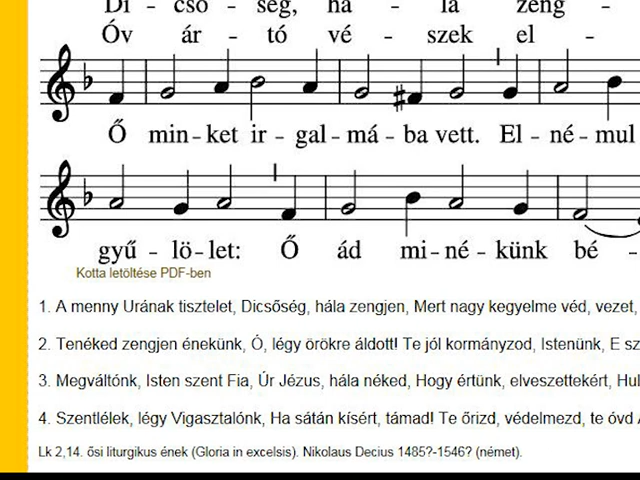 Di - cső - ség, há - la zeng -
Óv ár - tó vé - szek el -
Ő min - ket ir - gal - má - ba vett. El - né - mul
gyű - lö - let: Ő ád mi - né - künk bé -
Kotta letöltése PDF-ben
1. A menny Urának tisztelet, Dicsőség, hála zengjen, Mert nagy kegyelme véd, vezet,
2. Tenéked zengjen énekünk, Ó, légy örökre áldott! Te jól kormányzod, Istenünk, E sz
3. Megváltónk, Isten szent Fia, Úr Jézus, hála néked, Hogy értünk, elveszettekért, Hul
4. Szentlélek, légy Vigasztalónk, Ha sátán kísért, támad! Te őrizd, védelmezd, te óvd
Lk 2,14. ősi liturgikus ének (Gloria in excelsis). Nikolaus Decius 1485?-1546? (német).